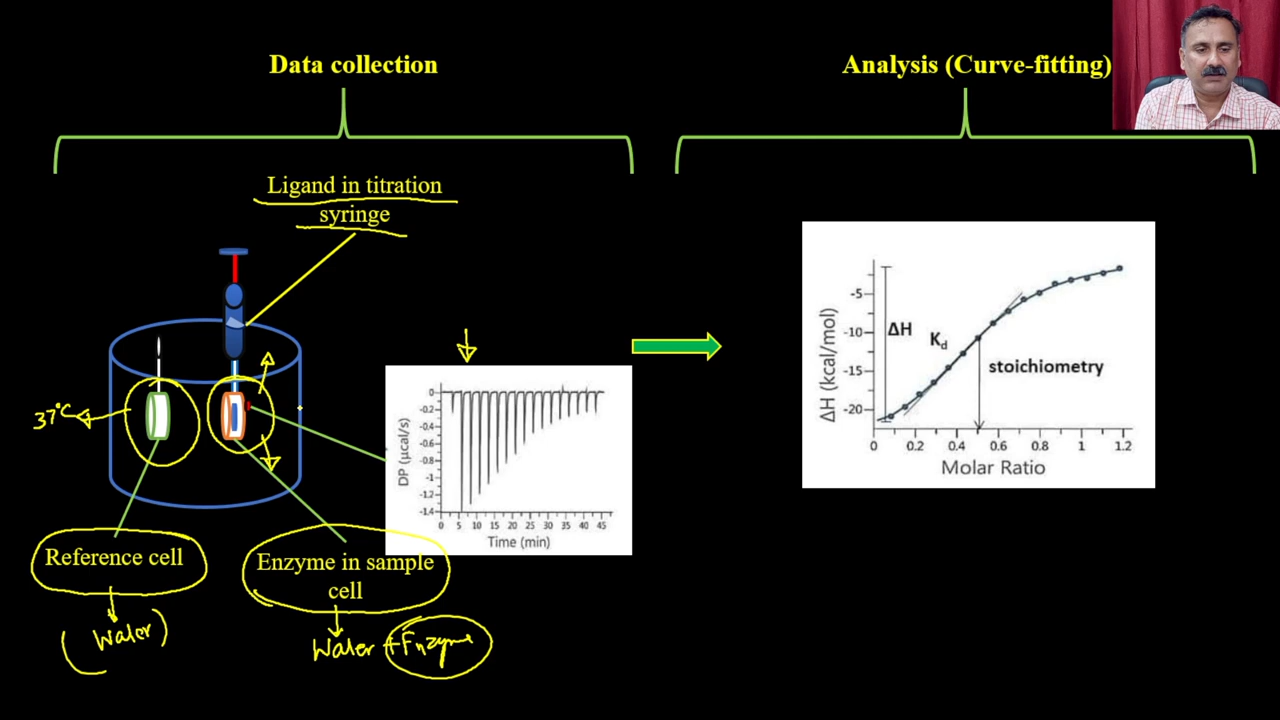 Data collection
Analysis (Curve-fitting)
Ligand in titration
syringe
37°C
0
-0.2
-0.4
-0.6
-0.8
-1
-1.2
-1.4
DP (µcal/s)
0 5 10 15 20 25 30 35 40 45
Time (min)
-5
-10
-15
-20
ΔH (kcal/mol)
ΔH
Kd
stoichiometry
0 0.2 0.4 0.6 0.8 1 1.2
Molar Ratio
Reference cell
(Water)
Enzyme in sample
cell
Water + Enzyme